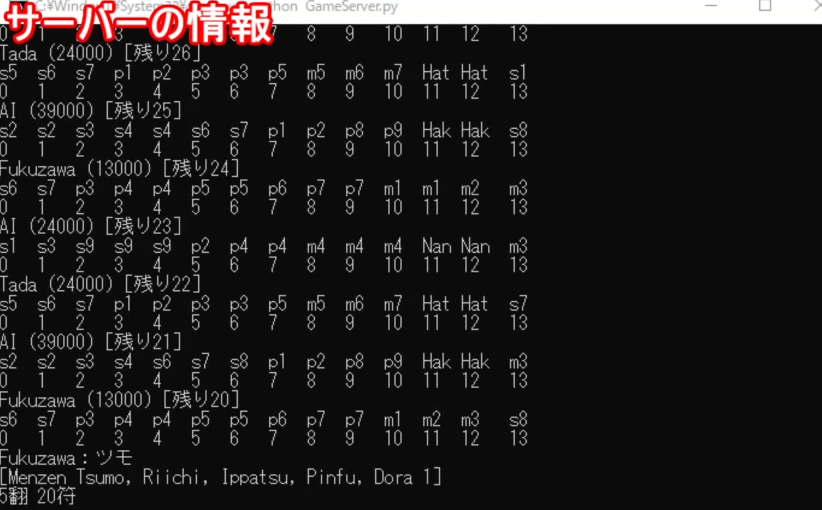 C:¥Windows¥System32¥ython GameServer.py
サーバーの情報
0 1 2 3 4 5 6 7 8 9 10 11 12 13
Tada (24000) [残り26]
s5 s6 s7 p1 p2 p3 p3 p5 m5 m6 m7 Hat Hat s1
0 1 2 3 4 5 6 7 8 9 10 11 12 13
AI (39000) [残り25]
s2 s2 s3 s4 s4 s6 s7 p1 p2 p8 p9 Hak Hak s8
0 1 2 3 4 5 6 7 8 9 10 11 12 13
Fukuzawa (13000) [残り24]
s6 s7 p3 p4 p4 p5 p5 p6 p7 p7 m1 m1 m2 m3
0 1 2 3 4 5 6 7 8 9 10 11 12 13
AI (24000) [残り23]
s1 s3 s9 s9 s9 p2 p4 p4 m4 m4 m4 Nan Nan m3
0 1 2 3 4 5 6 7 8 9 10 11 12 13
Tada (24000) [残り22]
s5 s6 s7 p1 p2 p3 p3 p5 m5 m6 m7 Hat Hat s7
0 1 2 3 4 5 6 7 8 9 10 11 12 13
AI (39000) [残り21]
s2 s2 s3 s4 s6 s7 s8 p1 p2 p8 p9 Hak Hak m3
0 1 2 3 4 5 6 7 8 9 10 11 12 13
Fukuzawa (13000) [残り20]
s6 s7 p3 p4 p4 p5 p5 p6 p7 p7 m1 m2 m3 s8
0 1 2 3 4 5 6 7 8 9 10 11 12 13
Fukuzawa：ツモ
[Menzen Tsumo, Riichi, Ippatsu, Pinfu, Dora 1]
5翻 20符